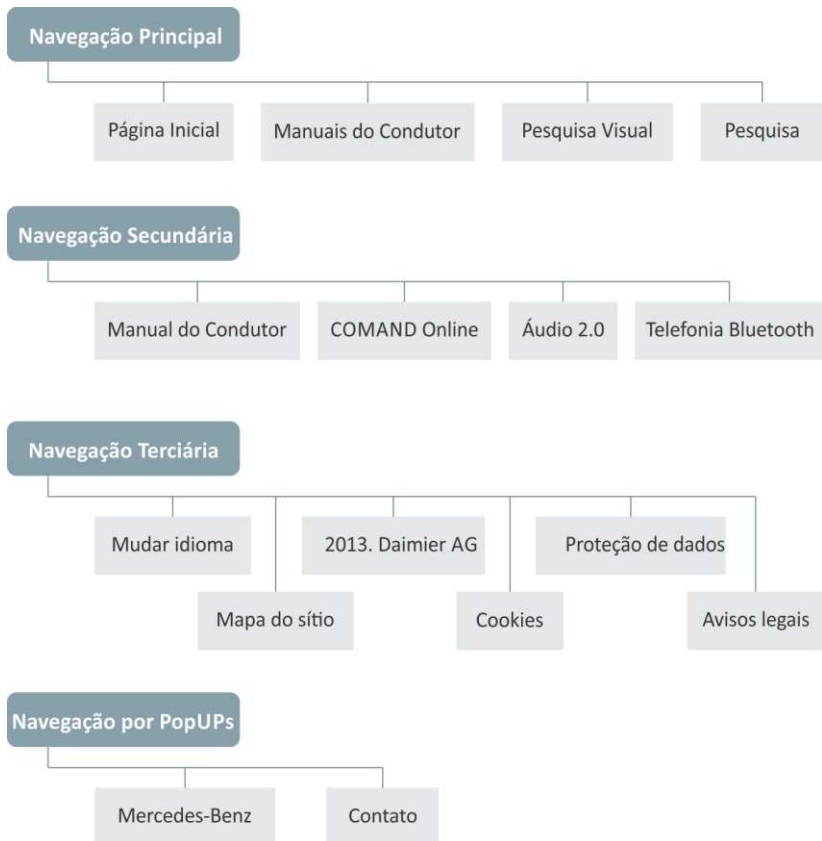 Navegação Principal
Página Inicial
Manuais do Condutor
Pesquisa Visual
Pesquisa
Navegação Secundária
Manual do Condutor
COMAND Online
Áudio 2.0
Telefonia Bluetooth
Navegação Terciária
Mudar idioma
2013. Daimier AG
Proteção de dados
Mapa do sítio
Cookies
Avisos legais
Navegação por PopUPs
Mercedes-Benz
Contato